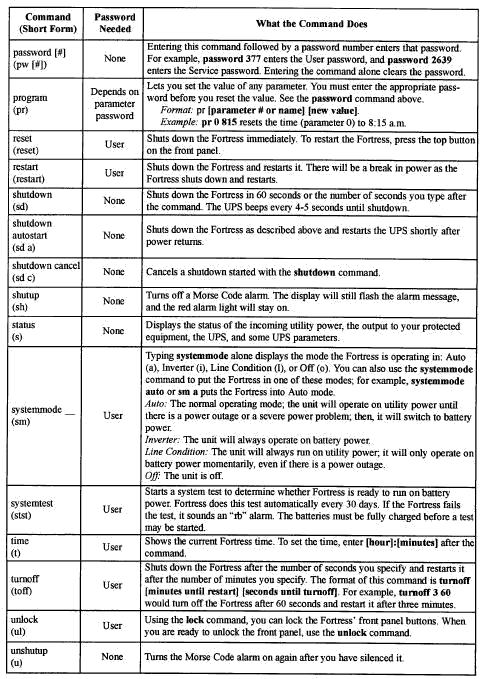 Command
(Short Form)
Password
Needed
What the Command Does
password [#]
(pw [#])
None
Entering this command followed by a password number enters that password.
For example, password 377 enters the User password, and password 2639
enters the Service password. Entering the command alone clears the password.
program
(pr)
Depends on
parameter
password
Lets you set the value of any parameter. You must enter the appropriate pass-
word before you reset the value. See the password command above.
Format: pr [parameter # or name] [new value].
Example: pr 0 815 resets the time (parameter 0) to 8:15 a.m.
reset
(reset)
User
Shuts down the Fortress immediately. To restart the Fortress, press the top button
on the front panel.
restart
(restart)
User
Shuts down the Fortress and restarts it. There will be a break in power as the
Fortress shuts down and restarts.
shutdown
(sd)
None
Shuts down the Fortress in 60 seconds or the number of seconds you type after
the command. The UPS beeps every 4-5 seconds until shutdown.
shutdown
autostart
(sd a)
None
Shuts down the Fortress as described above and restarts the UPS shortly after
power returns.
shutdown cancel
(sd c)
None
Cancels a shutdown started with the shutdown command.
shutup
(sh)
None
Turns off a Morse Code alarm. The display will still flash the alarm message,
and the red alarm light will stay on.
status
(s)
None
Displays the status of the incoming utility power, the output to your protected
equipment, the UPS, and some UPS parameters.
systemmode __
(sm)
User
Typing systemmode alone displays the mode the Fortress is operating in: Auto
(a), Inverter (i), Line Condition (l), or Off (o). You can also use the systemmode
command to put the Fortress in one of these modes; for example, systemmode
auto or sm a puts the Fortress into Auto mode.
Auto: The normal operating mode; the unit will operate on utility power until
there is a power outage or a severe power problem; then, it will switch to battery
power.
Inverter: The unit will always operate on battery power.
Line Condition: The unit will always run on utility power; it will only operate on
battery power momentarily, even if there is a power outage.
Off: The unit is off.
systemtest
(stst)
User
Starts a system test to determine whether Fortress is ready to run on battery
power. Fortress does this test automatically every 30 days. If the Fortress fails
the test, it sounds an "rb" alarm. The batteries must be fully charged before a test
may be started.
time
(t)
User
Shows the current Fortress time. To set the time, enter [hour]:[minutes] after the
command.
turnoff
(toff)
User
Shuts down the Fortress after the number of seconds you specify and restarts it
after the number of minutes you specify. The format of this command is turnoff
[minutes until restart] [seconds until turnoff]. For example, turnoff 3 60
would turn off the Fortress after 60 seconds and restart it after three minutes.
unlock
(ul)
User
Using the lock command, you can lock the Fortress' front panel buttons. When
you are ready to unlock the front panel, use the unlock command.
unshutup
(u)
None
Turns the Morse Code alarm on again after you have silenced it.